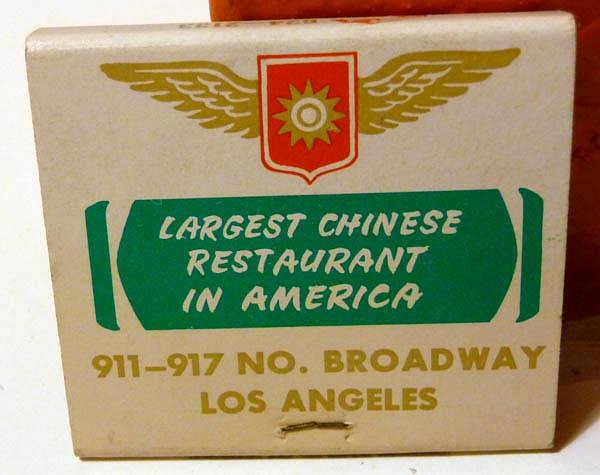 LARGEST CHINESE
RESTAURANT
IN AMERICA
911–917 NO. BROADWAY
LOS ANGELES